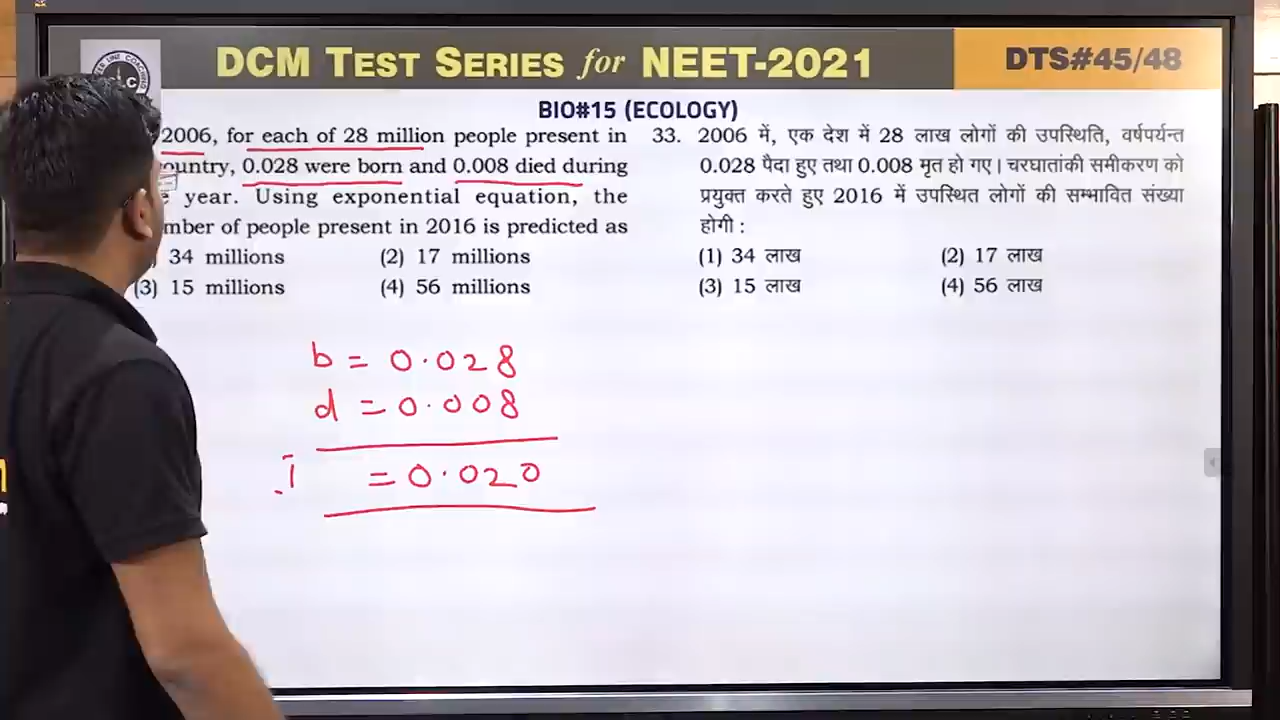 DCM TEST SERIES for NEET-2021
DTS#45/48
BIO#15 (ECOLOGY)
2006, for each of 28 million people present in
country, 0.028 were born and 0.008 died during
year. Using exponential equation, the
number of people present in 2016 is predicted as
34 millions (2) 17 millions
(3) 15 millions (4) 56 millions
33. 2006 में, एक देश में 28 लाख लोगों की उपस्थिति, वर्षपर्यन्त
0.028 पैदा हुए तथा 0.008 मृत हो गए। चरघातांकी समीकरण को
प्रयुक्त करते हुए 2016 में उपस्थित लोगों की सम्भावित संख्या
होगी :
(1) 34 लाख (2) 17 लाख
(3) 15 लाख (4) 56 लाख
b = 0.028
d = 0.008
= 0.020